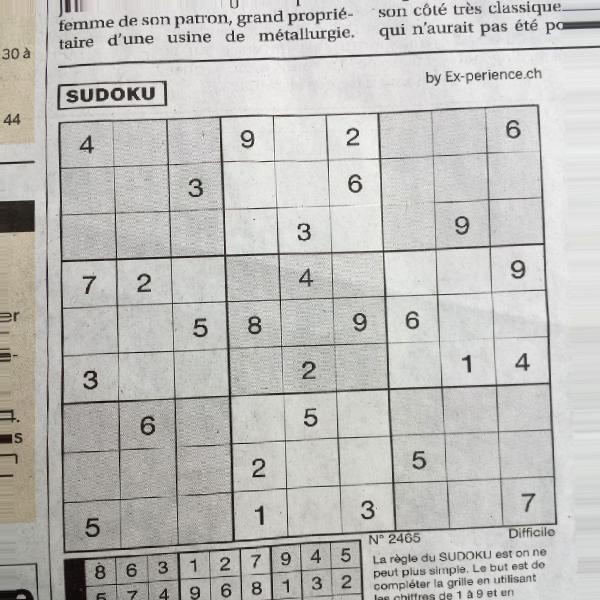 femme de son patron, grand proprié-
taire d'une usine de métallurgie.
son côté très classique
qui n'aurait pas été
30 à
44
SUDOKU
by Ex-perience.ch
4 9 2 6
3 6
3 9
7 2 4 9
5 8 9 6
3 2 1 4
6 5
2 5
5 1 3 7
N° 2465
Difficile
8 6 3 1 2 7 9 4 5
5 7 4 9 6 8 1 3 2
La règle du SUDOKU est on ne
peut plus simple. Le but est de
compléter la grille en utilisant
les chiffres de 1 à 9 et en